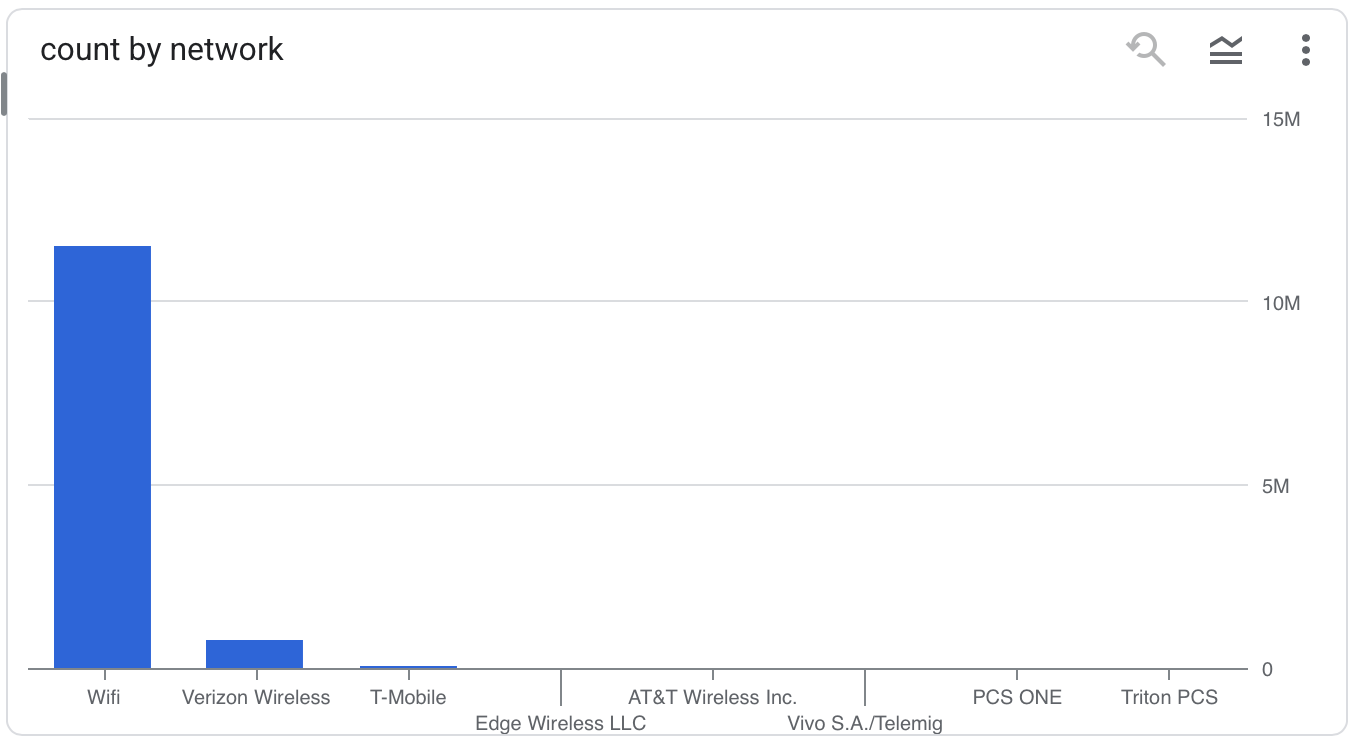 count by network
15M
10M
5M
0
Wifi
Verizon Wireless
T-Mobile
Edge Wireless LLC
AT&T Wireless Inc.
Vivo S.A./Telemig
PCS ONE
Triton PCS